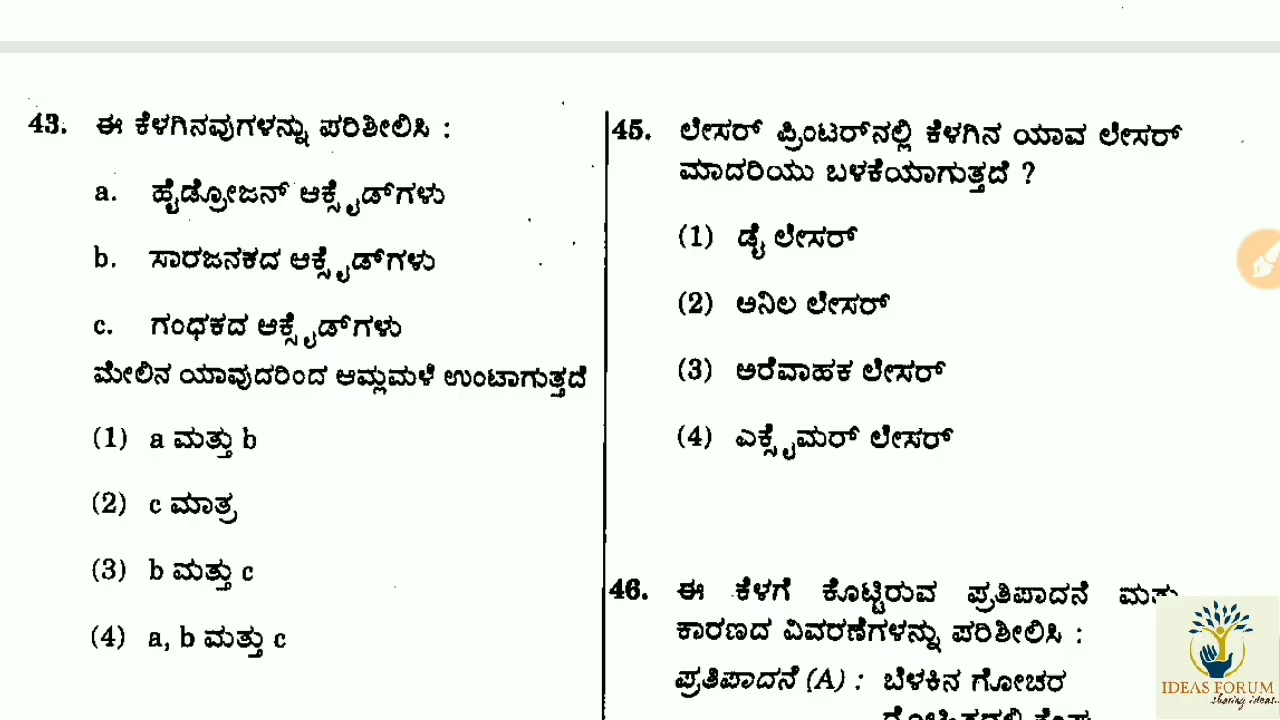 43. ಈ ಕೆಳಗಿನವುಗಳನ್ನು ಪರಿಶೀಲಿಸಿ :
a. ಹೈಡ್ರೋಜನ್ ಆಕ್ಸೈಡ್‌ಗಳು
b. ಸಾರಜನಕದ ಆಕ್ಸೈಡ್‌ಗಳು
c. ಗಂಧಕದ ಆಕ್ಸೈಡ್‌ಗಳು
ಮೇಲಿನ ಯಾವುದರಿಂದ ಆಮ್ಲಮಳೆ ಉಂಟಾಗುತ್ತದೆ
(1) a ಮತ್ತು b
(2) c ಮಾತ್ರ
(3) b ಮತ್ತು c
(4) a, b ಮತ್ತು c
45. ಲೇಸರ್ ಪ್ರಿಂಟರ್‌ನಲ್ಲಿ ಕೆಳಗಿನ ಯಾವ ಲೇಸರ್
ಮಾದರಿಯು ಬಳಕೆಯಾಗುತ್ತದೆ ?
(1) ಡೈ ಲೇಸರ್
(2) ಅನಿಲ ಲೇಸರ್
(3) ಅರೆವಾಹಕ ಲೇಸರ್
(4) ಎಕ್ಸೈಮರ್ ಲೇಸರ್
46. ಈ ಕೆಳಗೆ ಕೊಟ್ಟಿರುವ ಪ್ರತಿಪಾದನೆ ಮತ್ತು
ಕಾರಣದ ವಿವರಣೆಗಳನ್ನು ಪರಿಶೀಲಿಸಿ :
ಪ್ರತಿಪಾದನೆ (A) : ಬೆಳಕಿನ ಗೋಚರ
IDEAS FORUM
sharing ideas